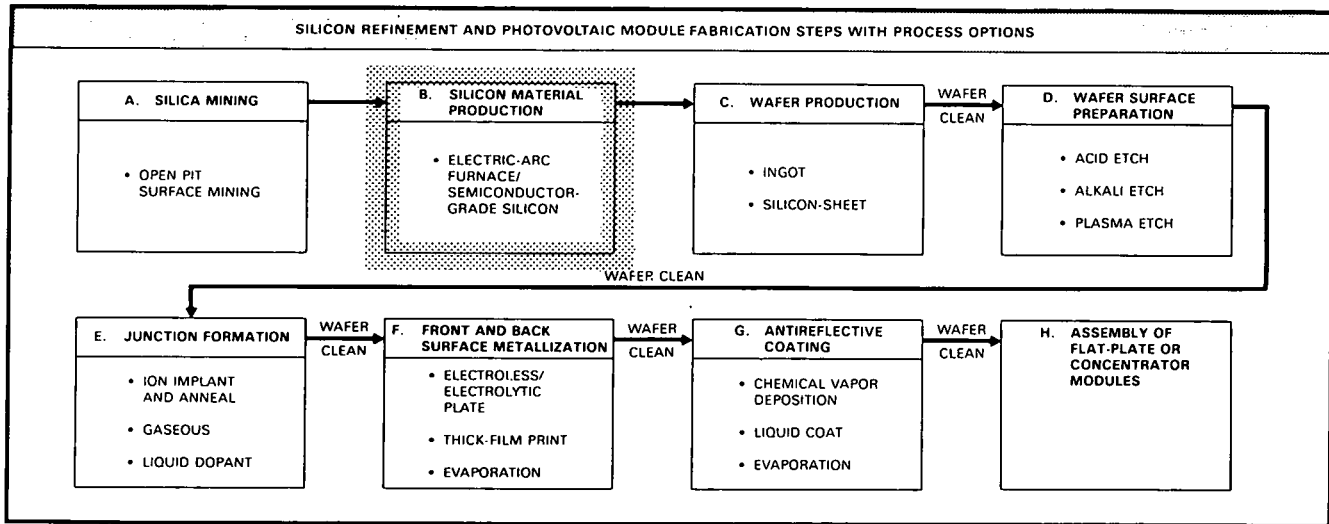 SILICON REFINEMENT AND PHOTOVOLTAIC MODULE FABRICATION STEPS WITH PROCESS OPTIONS
A. SILICA MINING
• OPEN PIT
SURFACE MINING
B. SILICON MATERIAL
PRODUCTION
• ELECTRIC-ARC
FURNACE/
SEMICONDUCTOR-
GRADE SILICON
C. WAFER PRODUCTION
• INGOT
• SILICON-SHEET
WAFER
CLEAN
D. WAFER SURFACE
PREPARATION
• ACID ETCH
• ALKALI ETCH
• PLASMA ETCH
WAFER CLEAN
E. JUNCTION FORMATION
• ION IMPLANT
AND ANNEAL
• GASEOUS
• LIQUID DOPANT
WAFER
CLEAN
F. FRONT AND BACK
SURFACE METALLIZATION
• ELECTROLESS/
ELECTROLYTIC
PLATE
• THICK-FILM PRINT
• EVAPORATION
WAFER
CLEAN
G. ANTIREFLECTIVE
COATING
• CHEMICAL VAPOR
DEPOSITION
• LIQUID COAT
• EVAPORATION
WAFER
CLEAN
H. ASSEMBLY OF
FLAT-PLATE OR
CONCENTRATOR
MODULES